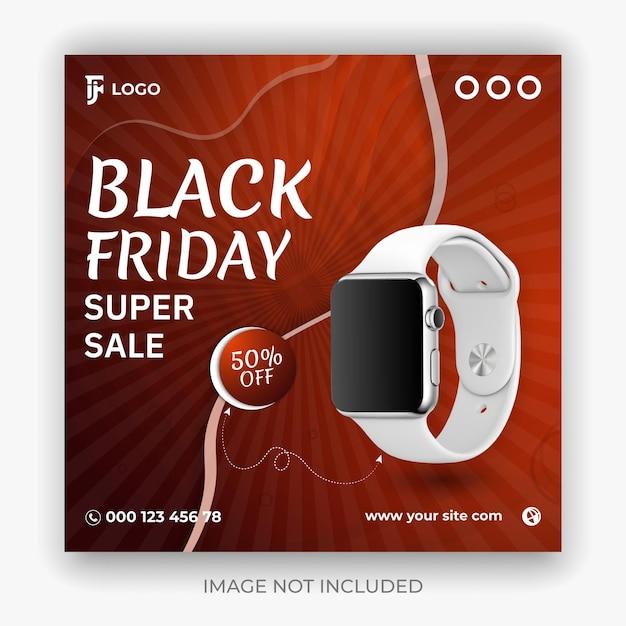 LOGO
BLACK
FRIDAY
SUPER
SALE
50%
OFF
000 123 456 78
www.your site.com
IMAGE NOT INCLUDED